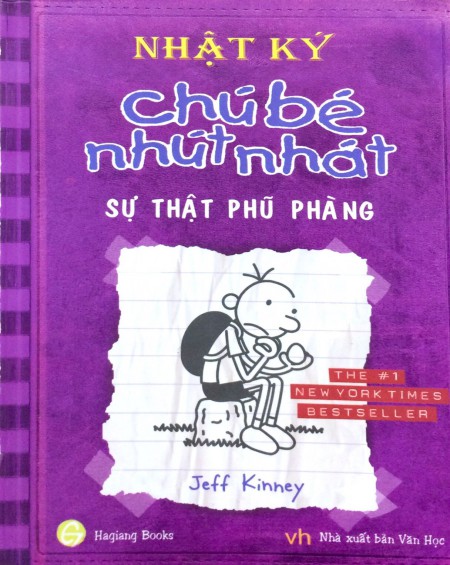 NHẬT KÝ
chú bé
nhút nhát
SỰ THẬT PHŨ PHÀNG
THE #1
NEW YORK TIMES
BESTSELLER
Jeff Kinney
Hagiang Books
vh Nhà xuất bản Văn Học